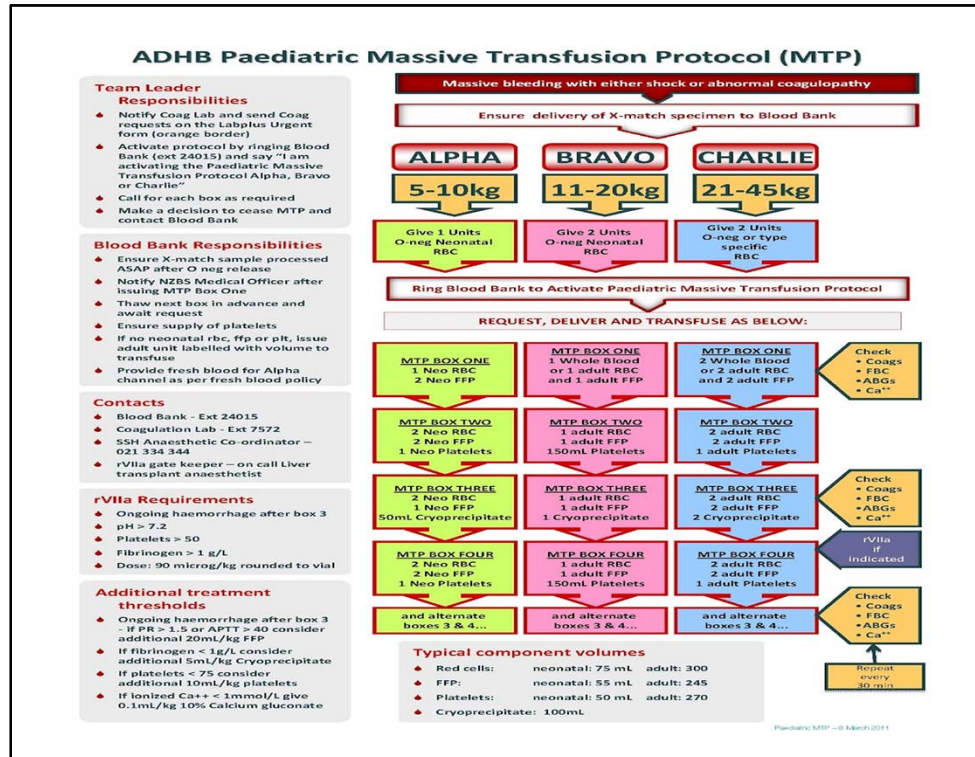 ADHB Paediatric Massive Transfusion Protocol (MTP)
Team Leader
Responsibilities
Notify Coag Lab and send Coag
requests on the Labplus Urgent
form (orange border)
Activate protocol by ringing Blood
Bank (ext 24015) and say "I am
activating the Paediatric Massive
Transfusion Protocol Alpha, Bravo
or Charlie"
Call for each box as required
Make a decision to cease MTP and
contact Blood Bank
Blood Bank Responsibilities
Ensure X-match sample processed
ASAP after O neg release
Notify NZBS Medical Officer after
issuing MTP Box One
Thaw next box in advance and
await request
Ensure supply of platelets
If no neonatal rbc, ffp or plt, issue
adult unit labelled with volume to
transfuse
Provide fresh blood for Alpha
channel as per fresh blood policy
Contacts
Blood Bank - Ext 24015
Coagulation Lab - Ext 7572
SSH Anaesthetic Co-ordinator –
021 334 344
rVIIa gate keeper – on call Liver
transplant anaesthetist
rVIIa Requirements
Ongoing haemorrhage after box 3
pH > 7.2
Platelets > 50
Fibrinogen > 1 g/L
Dose: 90 microg/kg rounded to vial
Additional treatment
thresholds
Ongoing haemorrhage after box 3
- if PR > 1.5 or APTT > 40 consider
additional 20mL/kg FFP
If fibrinogen < 1g/L consider
additional 5mL/kg Cryoprecipitate
If platelets < 75 consider
additional 10mL/kg platelets
If ionized Ca++ < 1mmol/L give
0.1mL/kg 10% Calcium gluconate
Massive bleeding with either shock or abnormal coagulopathy
Ensure delivery of X-match specimen to Blood Bank
ALPHA BRAVO CHARLIE
5-10kg 11-20kg 21-45kg
Give 1 Units
O-neg Neonatal
RBC
Give 2 Units
O-neg Neonatal
RBC
Give 2 Units
O-neg or type
specific
RBC
Ring Blood Bank to Activate Paediatric Massive Transfusion Protocol
REQUEST, DELIVER AND TRANSFUSE AS BELOW:
MTP BOX ONE
1 Neo RBC
2 Neo FFP
MTP BOX ONE
1 Whole Blood
or 1 adult RBC
and 1 adult FFP
MTP BOX ONE
2 Whole Blood
or 2 adult RBC
and 2 adult FFP
Check
• Coags
• FBC
• ABGs
• Ca++
MTP BOX TWO
2 Neo RBC
2 Neo FFP
1 Neo Platelets
MTP BOX TWO
1 adult RBC
1 adult FFP
150mL Platelets
MTP BOX TWO
2 adult RBC
2 adult FFP
1 adult Platelets
MTP BOX THREE
2 Neo RBC
1 Neo FFP
50mL Cryoprecipitate
MTP BOX THREE
1 adult RBC
1 adult FFP
1 Cryoprecipitate
MTP BOX THREE
2 adult RBC
2 adult FFP
2 Cryoprecipitate
Check
• Coags
• FBC
• ABGs
• Ca++
MTP BOX FOUR
2 Neo RBC
2 Neo FFP
1 Neo Platelets
MTP BOX FOUR
1 adult RBC
1 adult FFP
150mL Platelets
MTP BOX FOUR
2 adult RBC
2 adult FFP
1 adult Platelets
rVIIa
if
indicated
and alternate
boxes 3 & 4...
and alternate
boxes 3 & 4...
and alternate
boxes 3 & 4...
Check
• Coags
• FBC
• ABGs
• Ca++
Repeat
every
30 min
Typical component volumes
Red cells: neonatal: 75 mL adult: 300
FFP: neonatal: 55 mL adult: 245
Platelets: neonatal: 50 mL adult: 270
Cryoprecipitate: 100mL